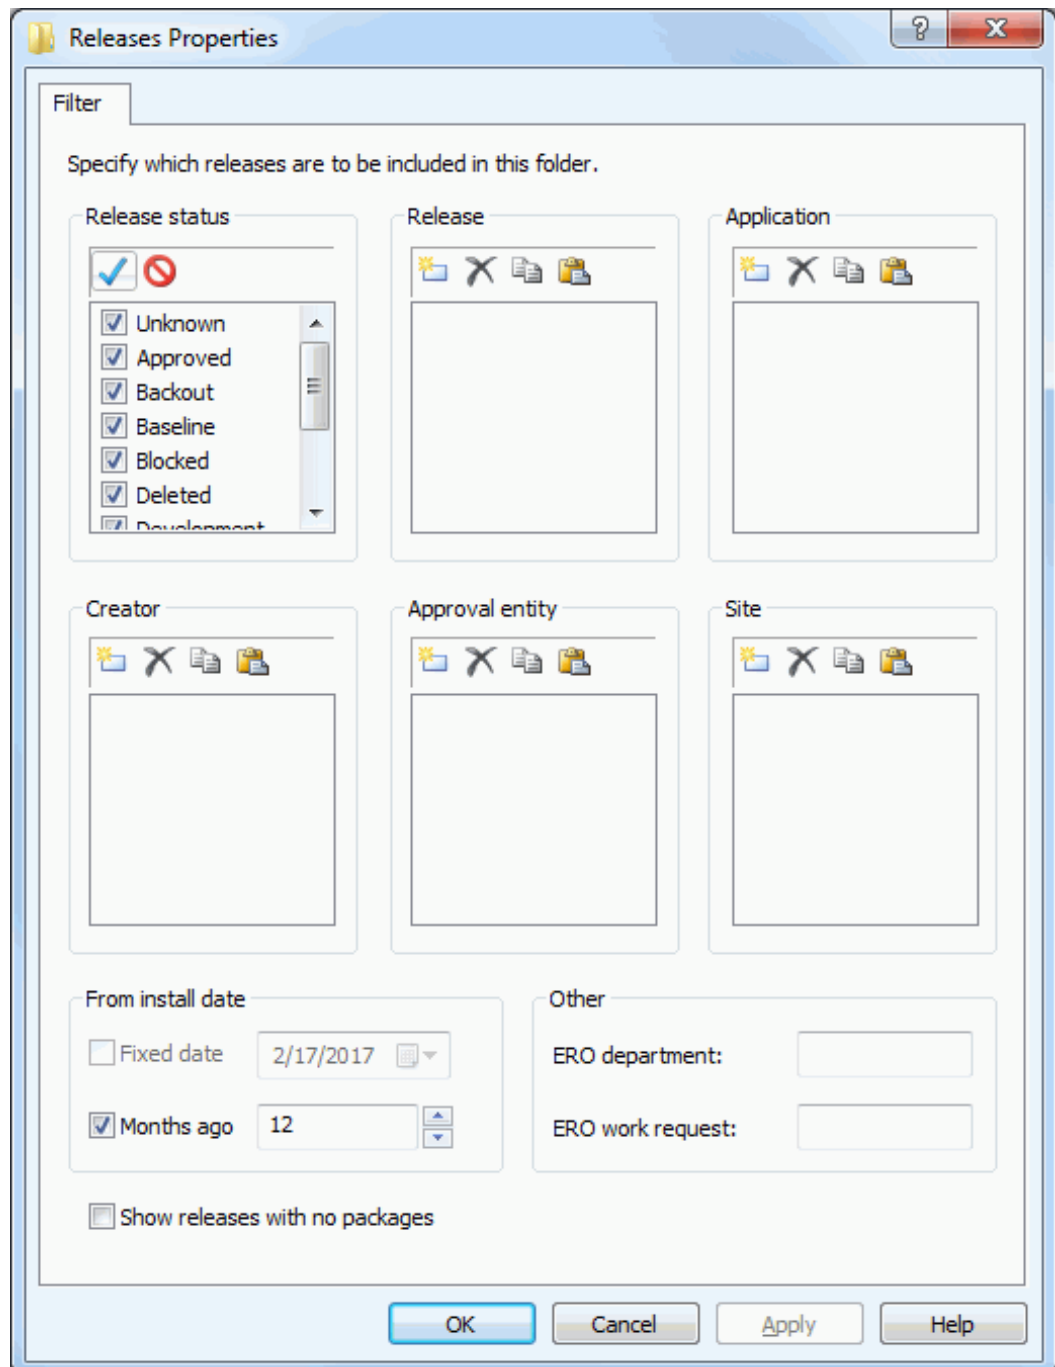 Releases Properties
Filter
Specify which releases are to be included in this folder.
Release status
Release
Application
Unknown
Approved
Backout
Baseline
Blocked
Deleted
Development
Creator
Approval entity
Site
From install date
Fixed date 2/17/2017
Months ago 12
Other
ERO department:
ERO work request:
Show releases with no packages
OK Cancel Apply Help